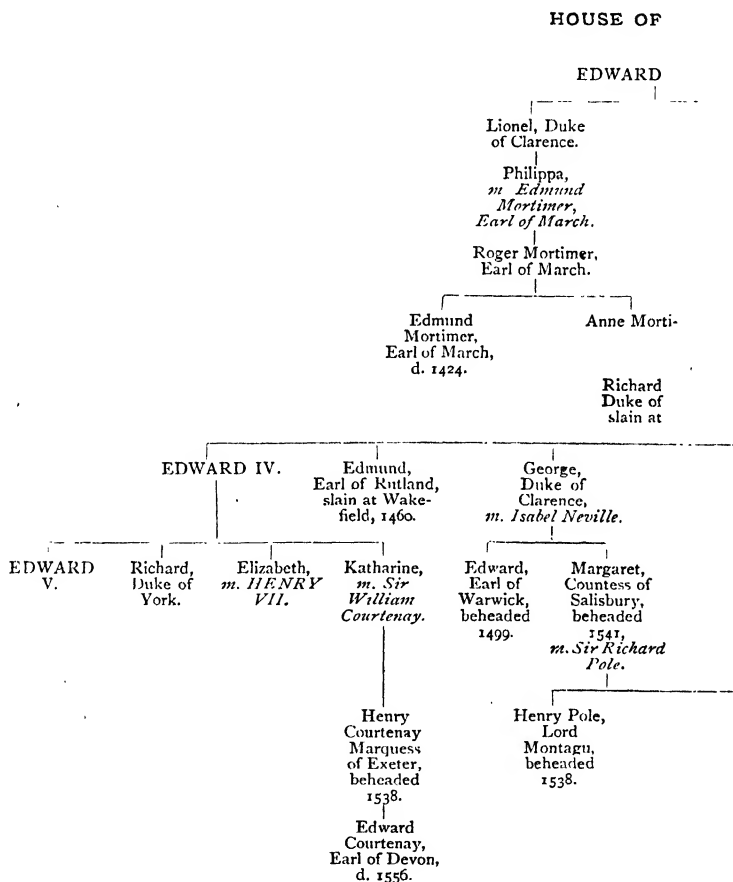 HOUSE OF
EDWARD
Lionel, Duke
of Clarence.
Philippa,
m Edmund
Mortimer,
Earl of March.
Roger Mortimer,
Earl of March.
Edmund
Mortimer,
Earl of March,
d. 1424.
Anne Morti-
Richard
Duke of
slain at
EDWARD IV.
Edmund,
Earl of Rutland,
slain at Wake-
field, 1460.
George,
Duke of
Clarence,
m. Isabel Neville.
EDWARD
V.
Richard,
Duke of
York.
Elizabeth,
m. HENRY
VII.
Katharine,
m. Sir
William
Courtenay.
Edward,
Earl of
Warwick,
beheaded
1499.
Margaret,
Countess of
Salisbury,
beheaded
1541,
m. Sir Richard
Pole.
Henry
Courtenay
Marquess
of Exeter,
beheaded
1538.
Henry Pole,
Lord
Montagu,
beheaded
1538.
Edward
Courtenay,
Earl of Devon,
d. 1556.